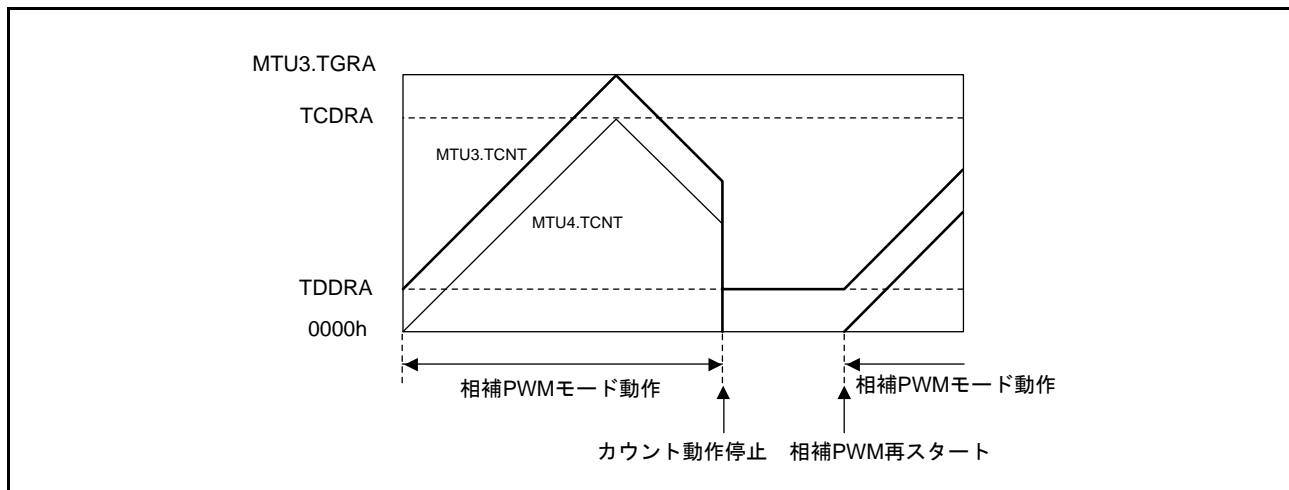 MTU3.TGRA
TCDRA
MTU3.TCNT
MTU4.TCNT
TDDRA
0000h
相補PWMモード動作
相補PWMモード動作
カウント動作停止
相補PWM再スタート